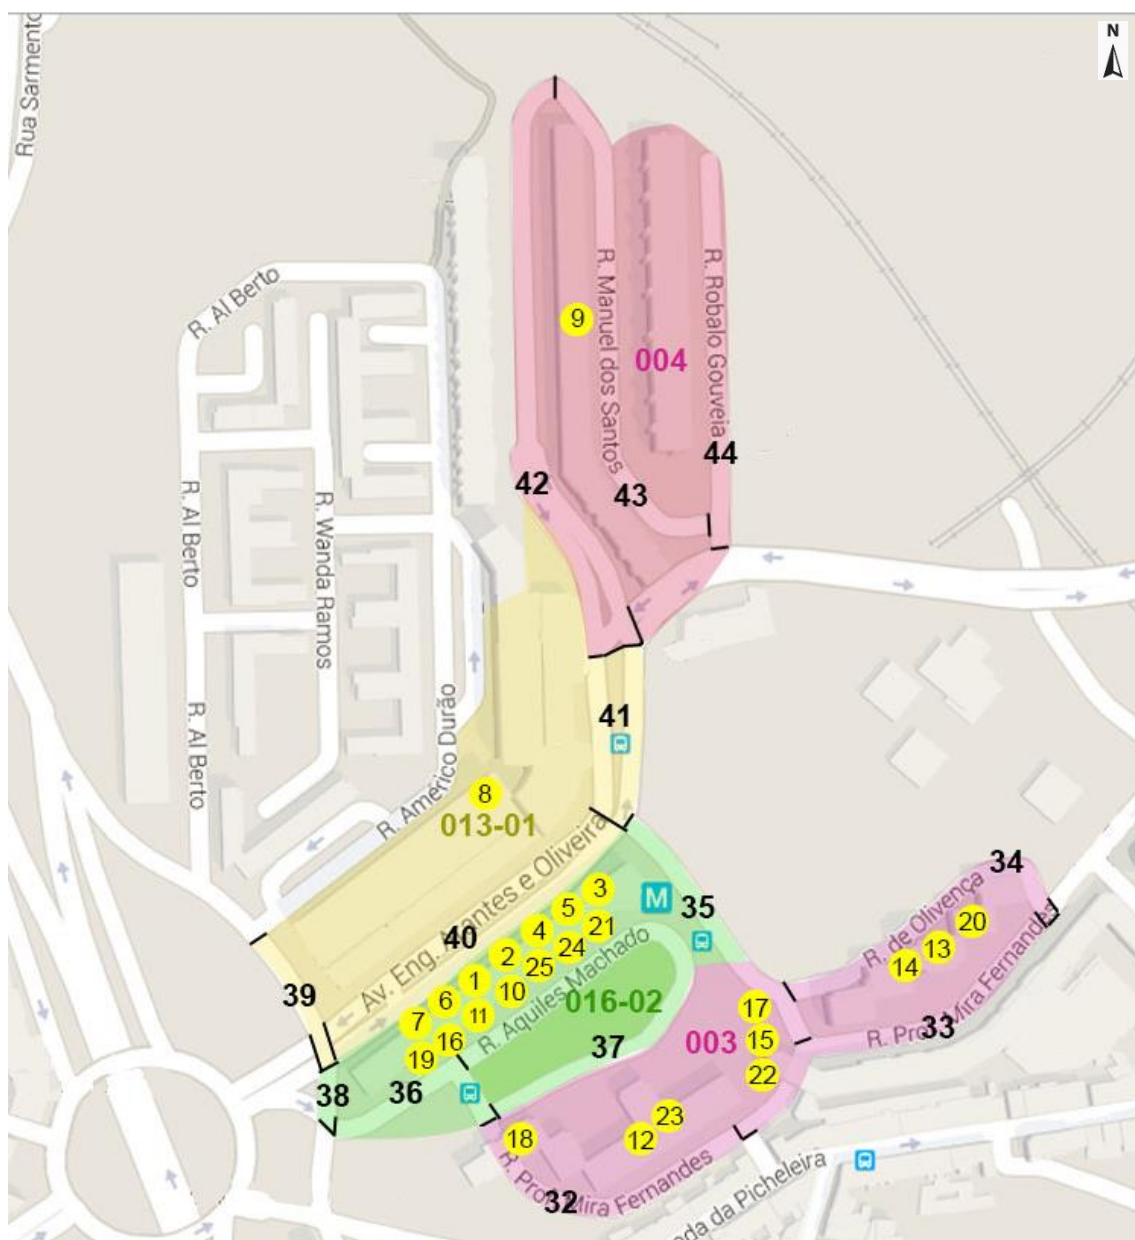 N
Rua Sarmento
R. Al Berto
R. Manuel dos Santos
R. Robalo Gouveia
9
004
44
42
43
R. Al Berto
R. Wanda Ramos
R. Al Berto
R. Américo Durão
41
8
013-01
34
3
M
35
5
21
R. de Olivença
20
40
4
24
13
Av. Eng. Arantes e Oliveira
2
25
14
1
10
R. Aquiles Machado
39
6
016-02
17
7
11
33
R. Prof. Mira Fernandes
16
37
003
15
19
22
38
36
23
18
12
R. Prof. Mira Fernandes
32
da Picheleira